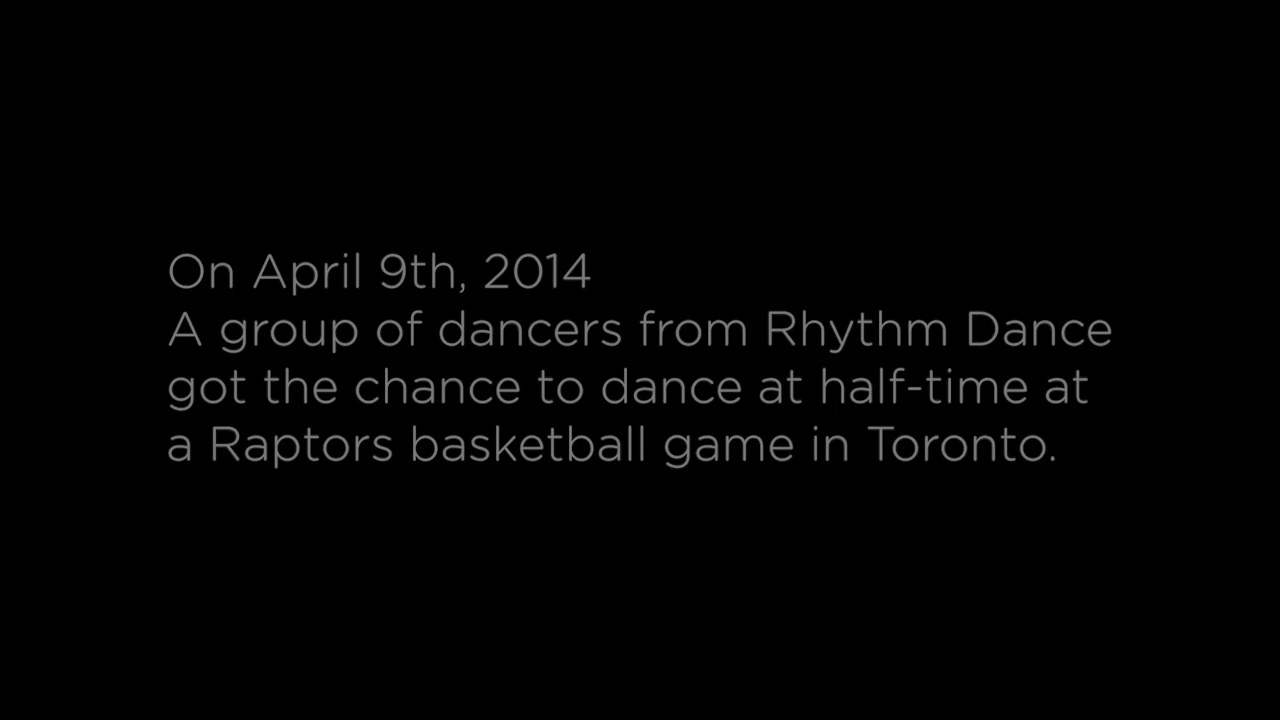 On April 9th, 2014
A group of dancers from Rhythm Dance
got the chance to dance at half-time at
a Raptors basketball game in Toronto.